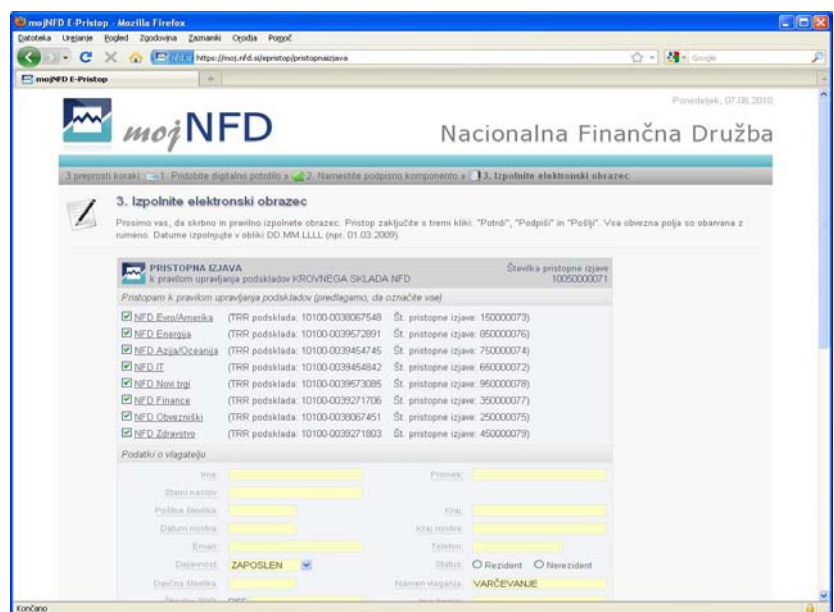 mojNFD E-Pristop - Mozilla Firefox
Datoteka Urejanje Pogled Zgodovina Zaznamki Orodja Pomoč
nfd.si https://moj.nfd.si/epristop/pristopnaizjava
Google
mojNFD E-Pristop
Ponedeljek, 07.06.2010
mojNFD
Nacionalna Finančna Družba
3 preprosti koraki: 1. Pridobite digitalno potrdilo » 2. Namestite podpisno komponento » 3. Izpolnite elektronski obrazec
3. Izpolnite elektronski obrazec
Prosimo vas, da skrbno in pravilno izpolnete obrazec. Pristop zaključite s tremi kliki: "Potrdi", "Podpiši" in "Pošlji". Vsa obvezna polja so obarvana z
rumeno. Datume izpolnjujte v obliki DD.MM.LLLL (npr. 01.03.2009).
PRISTOPNA IZJAVA
k pravilom upravljanja podskladov KROVNEGA SKLADA NFD
Številka pristopne izjave
10050000071
Pristopam k pravilom upravljanja podskladov (predlagamo, da označite vse)
NFD Evro/Amerika (TRR podsklada: 10100-0038067548 Št. pristopne izjave: 150000073)
NFD Energija (TRR podsklada: 10100-0039572891 Št. pristopne izjave: 850000076)
NFD Azija/Oceanija (TRR podsklada: 10100-0039454745 Št. pristopne izjave: 750000074)
NFD IT (TRR podsklada: 10100-0039454842 Št. pristopne izjave: 660000072)
NFD Novi trgi (TRR podsklada: 10100-0039573085 Št. pristopne izjave: 950000078)
NFD Finance (TRR podsklada: 10100-0039271706 Št. pristopne izjave: 350000077)
NFD Obvezniški (TRR podsklada: 10100-0038067451 Št. pristopne izjave: 250000075)
NFD Zdravstvo (TRR podsklada: 10100-0039271803 Št. pristopne izjave: 450000079)
Podatki o vlagatelju
Ime: Priimek:
Stalni naslov:
Poštna številka: Kraj:
Datum rojstva: Kraj rojstva:
Email: Telefon:
Dejavnost: ZAPOSLEN Status: Rezident Nerezident
Davčna številka: Namen vlaganja: VARČEVANJE
Končano